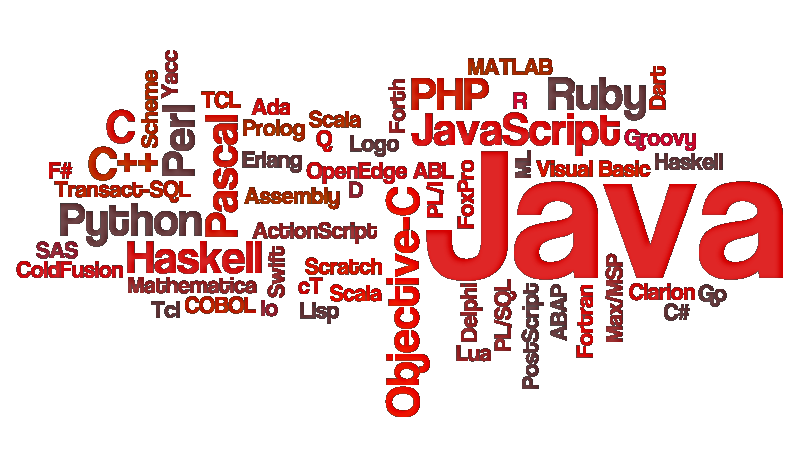 MATLAB
Yacc
Scheme
Dart
PHP
R
Ruby
Forth
TCL
Ada
Perl
C
Pascal
Prolog
Scala
JavaScript
Groovy
Q
Logo
C++
Erlang
ML
Haskell
F#
OpenEdge ABL
PL/I
FoxPro
Visual Basic
Transact-SQL
Assembly
D
Java
Python
Objective-C
ActionScript
SAS
Haskell
ColdFusion
Swift
Scratch
Mathematica
cT
Scala
Tcl
COBOL
Io
Lisp
Delphi
PL/SQL
PostScript
ABAP
Fortran
Max/MSP
Clarion
Go
C#